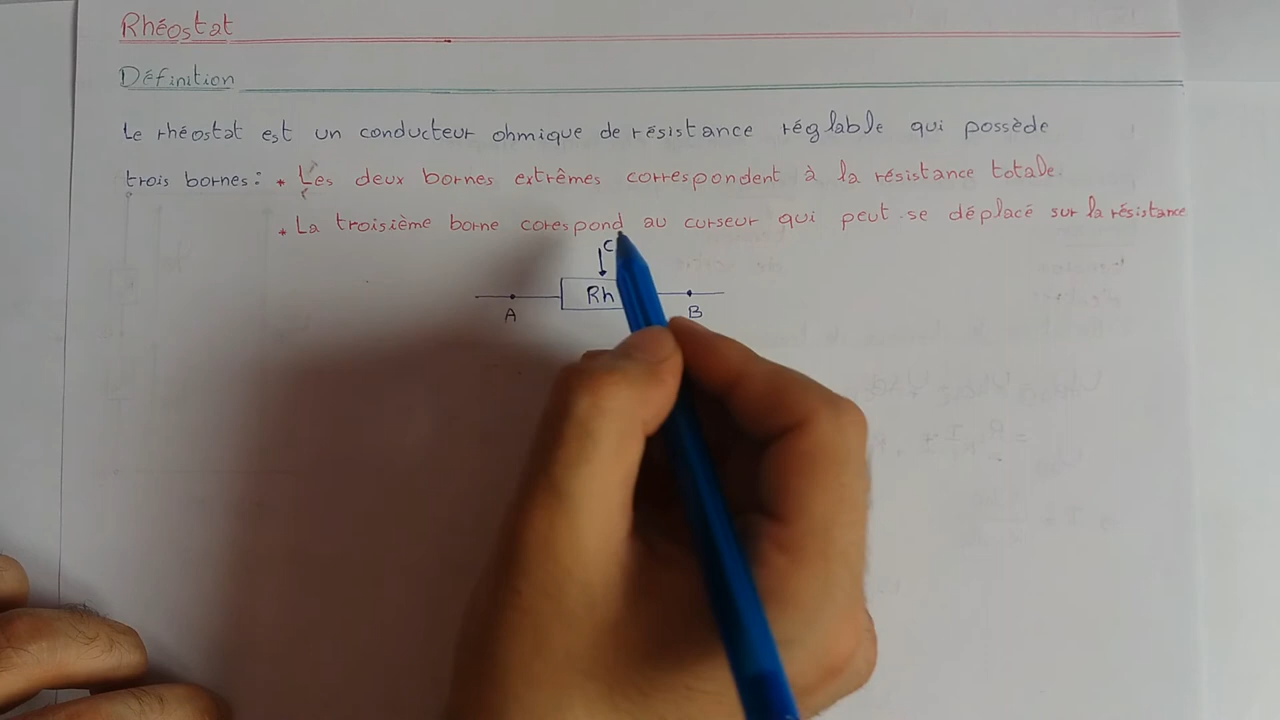 Rhéostat
Définition
Le rhéostat est un conducteur ohmique de résistance réglable qui possède
trois bornes: * Les deux bornes extrêmes correspondent à la résistance totale.
* La troisième borne corespond au curseur qui peut se déplacé sur la résistance
C
Rh
A
B